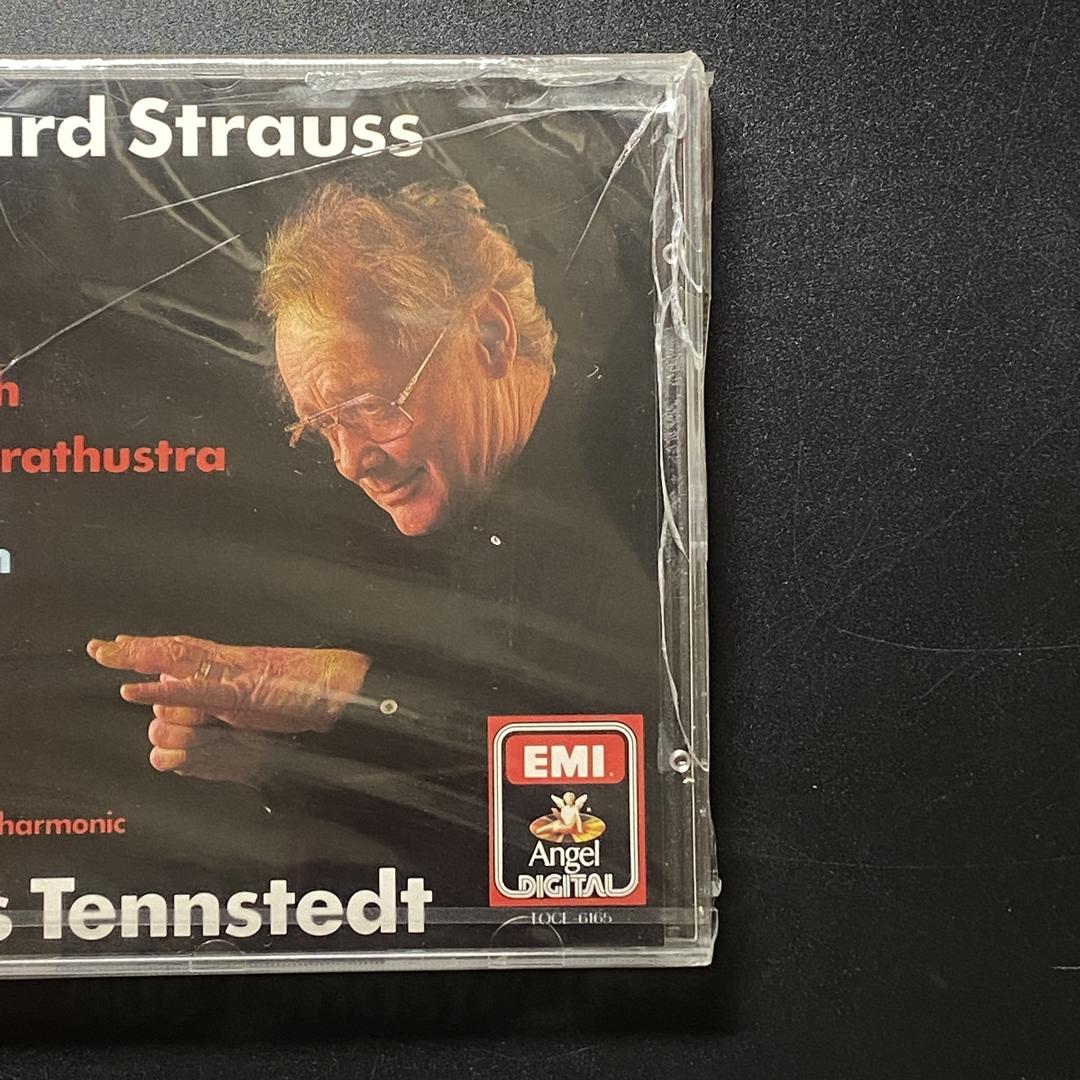 ard Strauss
h
rathustra
n
harmonic
s Tennstedt
EMI
Angel
DIGITAL
TOCE-6165